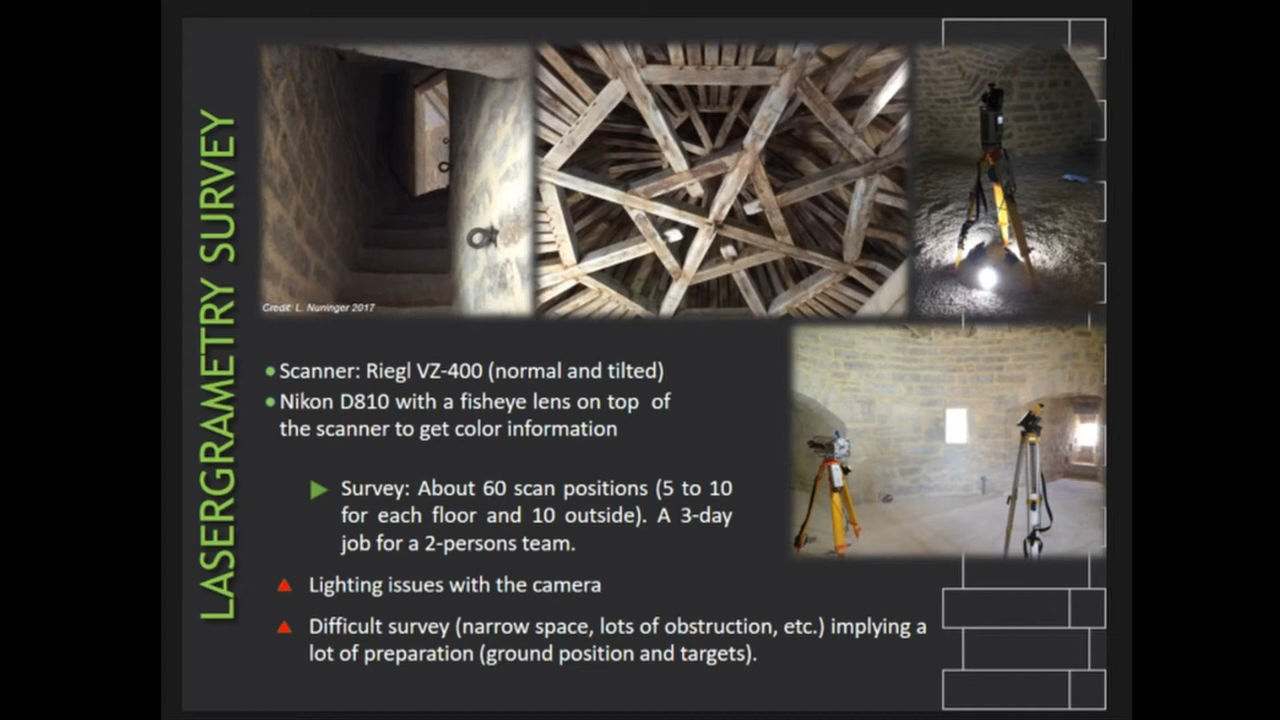 LASERGRAMETRY SURVEY
Credit: L. Nuninger 2017
Scanner: Riegl VZ-400 (normal and tilted)
Nikon D810 with a fisheye lens on top of
the scanner to get color information
Survey: About 60 scan positions (5 to 10
for each floor and 10 outside). A 3-day
job for a 2-persons team.
Lighting issues with the camera
Difficult survey (narrow space, lots of obstruction, etc.) implying a
lot of preparation (ground position and targets).